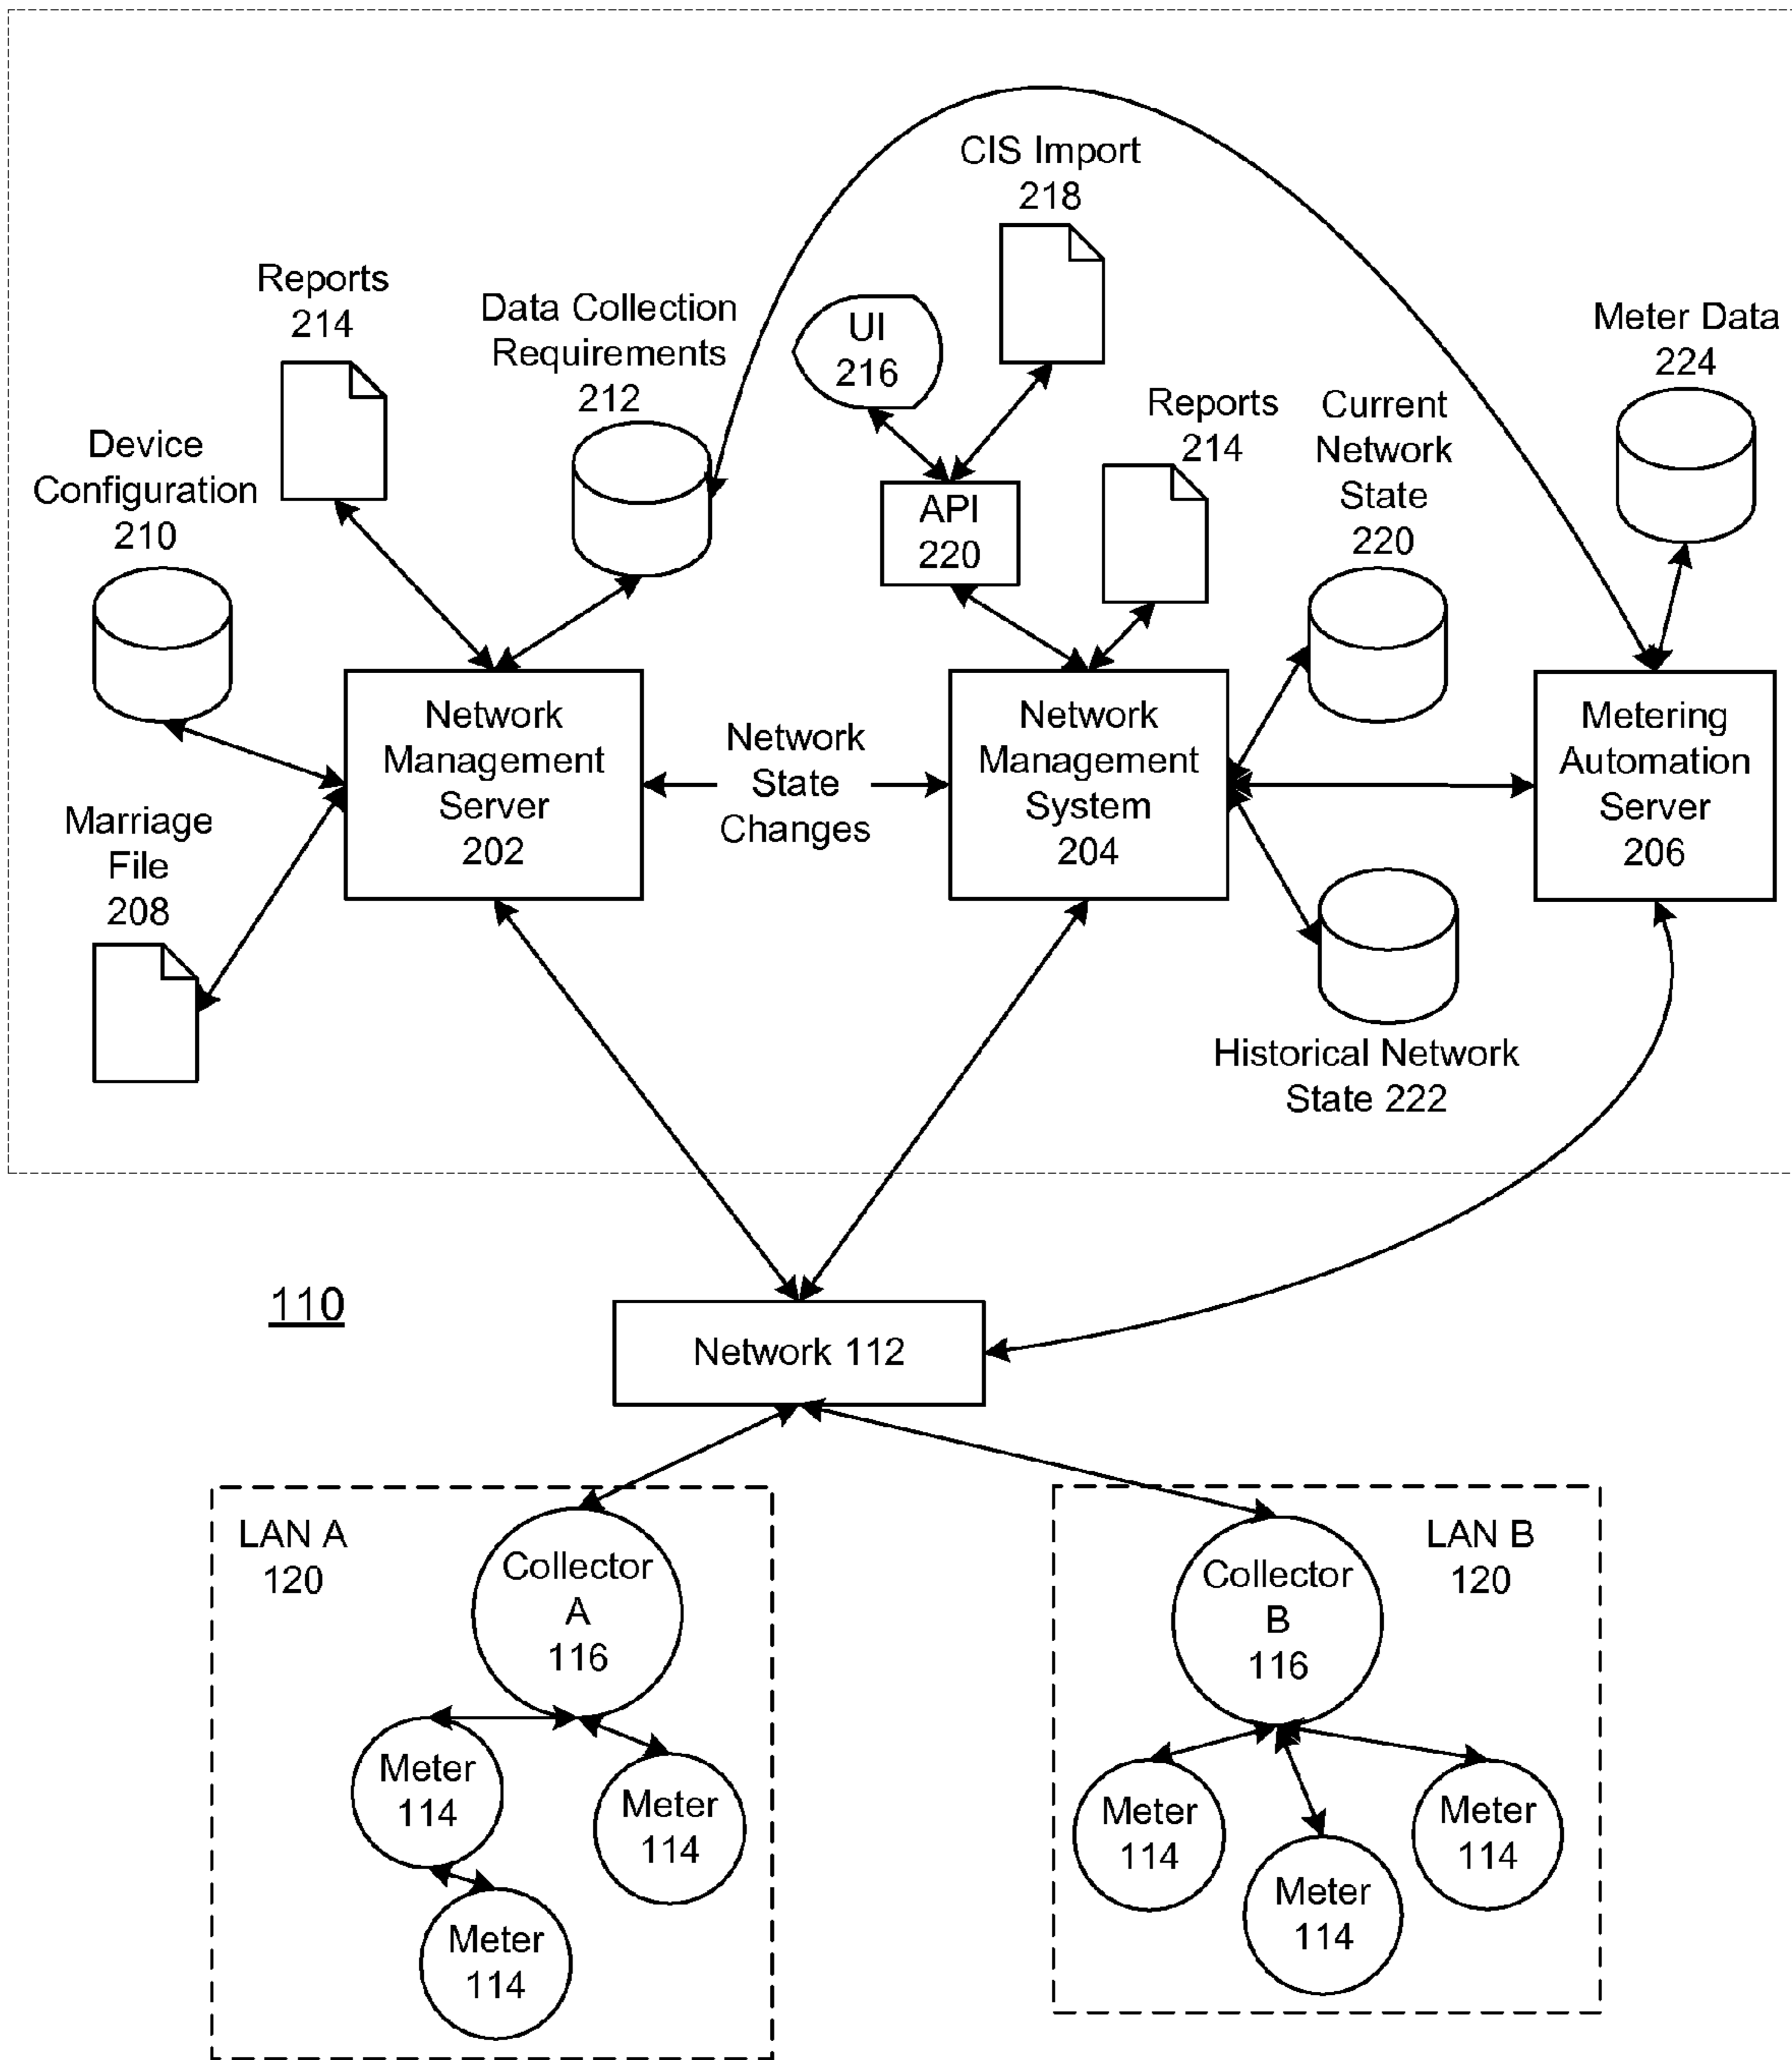 CIS Import
218
Reports
214
Data Collection
Requirements
212
UI
216
Meter Data
224
Device
Configuration
210
API
220
Reports
214
Current
Network
State
220
Marriage
File
208
Network
Management
Server
202
Network
State
Changes
Network
Management
System
204
Metering
Automation
Server
206
Historical Network
State 222
110
Network 112
LAN A
120
Collector
A
116
Meter
114
Meter
114
Meter
114
LAN B
120
Collector
B
116
Meter
114
Meter
114
Meter
114